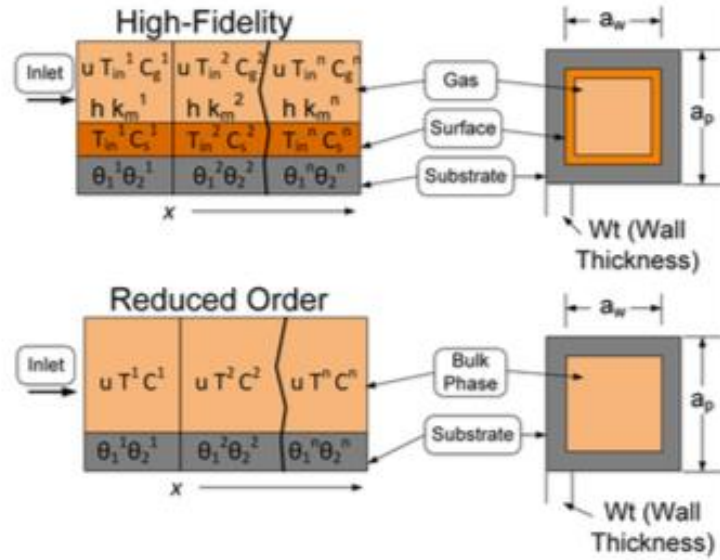 High-Fidelity
Inlet
u T_in^1 C_g^1 u T_in^2 C_g^2 u T_in^n C_g^n
h k_m^1 h k_m^2 h k_m^n
T_in^1 C_s^1 T_in^2 C_s^2 T_in^n C_s^n
θ_1^1 θ_2^1 θ_1^2 θ_2^2 θ_1^n θ_2^n
x
Gas
Surface
Substrate
a_w
a_p
Wt (Wall
Thickness)
Reduced Order
Inlet
u T^1 C^1 u T^2 C^2 u T^n C^n
θ_1^1 θ_2^1 θ_1^2 θ_2^2 θ_1^n θ_2^n
x
Bulk
Phase
Substrate
a_w
a_p
Wt (Wall
Thickness)